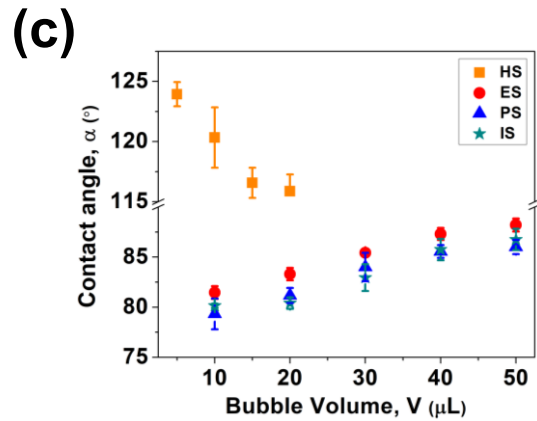 (c)
Contact angle, α (°)
125
120
115
85
80
75
HS
ES
PS
IS
10 20 30 40 50
Bubble Volume, V (μL)